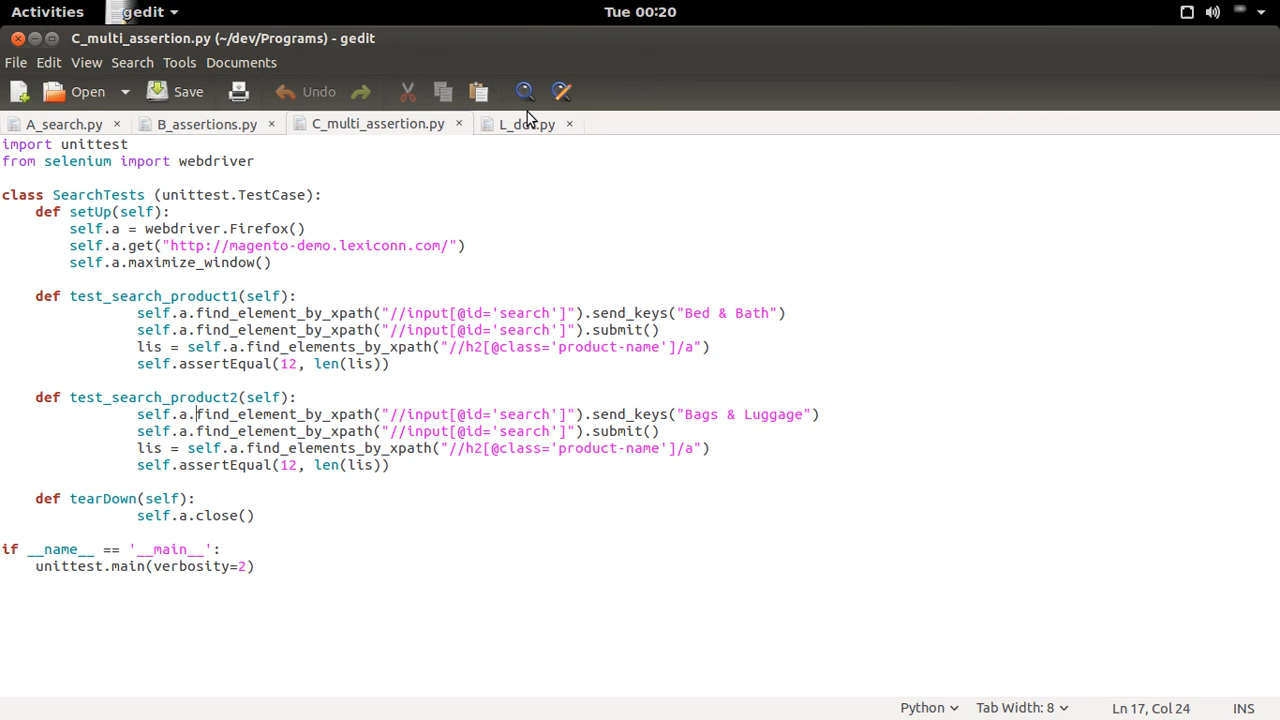 Activities gedit Tue 00:20
C_multi_assertion.py (~/dev/Programs) - gedit
File Edit View Search Tools Documents
Open Save Undo
A_search.py × B_assertions.py × C_multi_assertion.py × ×
import unittest
from selenium import webdriver
class SearchTests (unittest.TestCase):
def setUp(self):
self.a = webdriver.Firefox()
self.a.get("http://magento-demo.lexiconn.com/")
self.a.maximize_window()
def test_search_product1(self):
self.a.find_element_by_xpath("//input[@id='search']").send_keys("Bed & Bath")
self.a.find_element_by_xpath("//input[@id='search']").submit()
lis = self.a.find_elements_by_xpath("//h2[@class='product-name']/a")
self.assertEqual(12, len(lis))
def test_search_product2(self):
self.a.find_element_by_xpath("//input[@id='search']").send_keys("Bags & Luggage")
self.a.find_element_by_xpath("//input[@id='search']").submit()
lis = self.a.find_elements_by_xpath("//h2[@class='product-name']/a")
self.assertEqual(12, len(lis))
def tearDown(self):
self.a.close()
if __name__ == '__main__':
unittest.main(verbosity=2)
Python Tab Width: 8 Ln 17, Col 24 INS